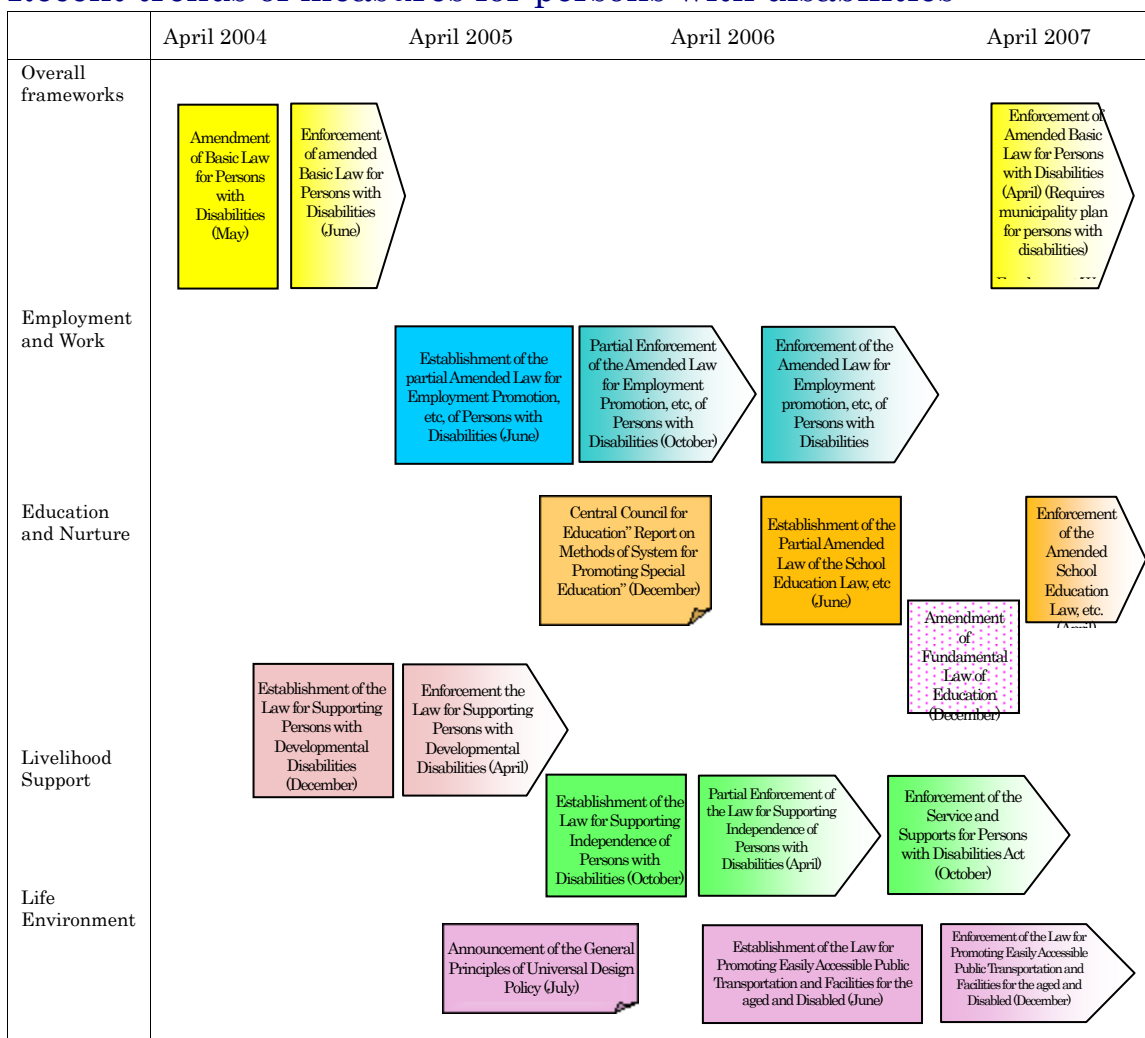 Recent trends of measures for persons with disabilities
April 2004
April 2005
April 2006
April 2007
Overall
frameworks
Amendment
of Basic Law
for Persons
with
Disabilities
(May)
Enforcement
of amended
Basic Law for
Persons with
Disabilities
(June)
Enforcement of
Amended Basic
Law for Persons
with Disabilities
(April) (Requires
municipality plan
for persons with
disabilities)
Employment
and Work
Establishment of the
partial Amended Law for
Employment Promotion,
etc, of Persons with
Disabilities (June)
Partial Enforcement
of the Amended Law
for Employment
Promotion, etc, of
Persons with
Disabilities (October)
Enforcement of the
Amended Law for
Employment
promotion, etc, of
Persons with
Disabilities
Education
and Nurture
Central Council for
Education” Report on
Methods of System for
Promoting Special
Education” (December)
Establishment of the
Partial Amended
Law of the School
Education Law, etc
(June)
Enforcement
of the
Amended
School
Education
Law, etc.
(April)
Amendment
of
Fundamental
Law of
Education
(December)
Establishment of the
Law for Supporting
Persons with
Developmental
Disabilities
(December)
Enforcement the
Law for Supporting
Persons with
Developmental
Disabilities (April)
Livelihood
Support
Establishment of the
Law for Supporting
Independence of
Persons with
Disabilities (October)
Partial Enforcement of
the Law for Supporting
Independence of
Persons with
Disabilities (April)
Enforcement of the
Service and
Supports for Persons
with Disabilities Act
(October)
Life
Environment
Announcement of the General
Principles of Universal Design
Policy (July)
Establishment of the Law for
Promoting Easily Accessible Public
Transportation and Facilities for the
aged and Disabled (June)
Enforcement of the Law for
Promoting Easily Accessible
Public Transportation and
Facilities for the aged and
Disabled (December)